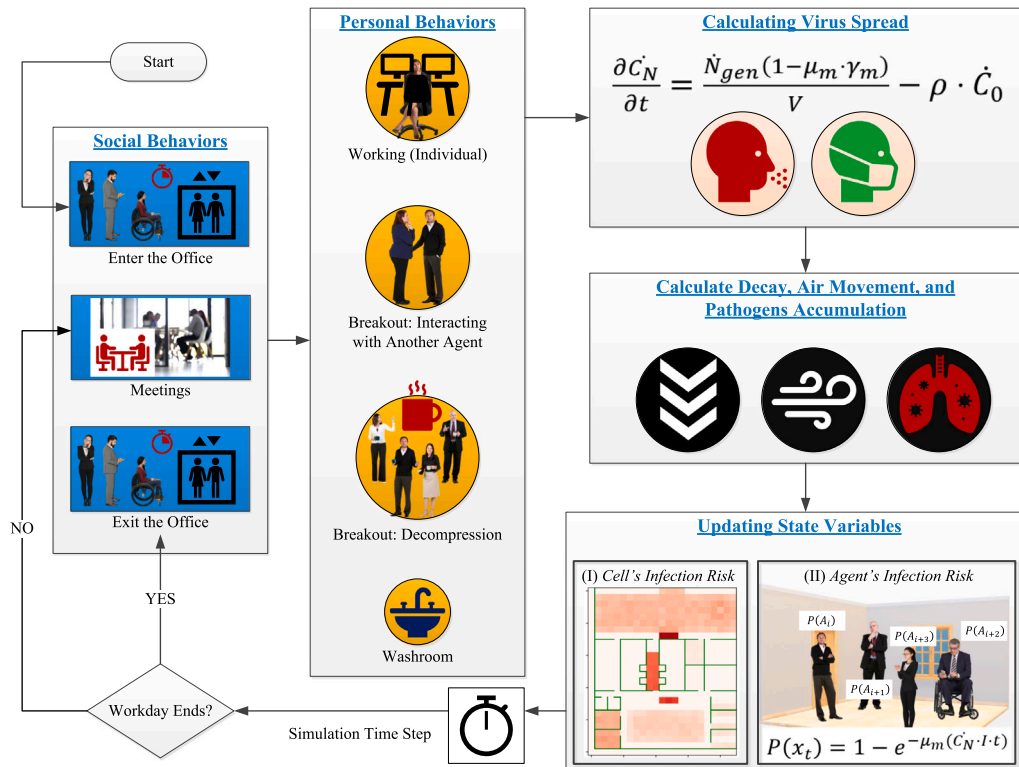 Start
Social Behaviors
Enter the Office
Meetings
Exit the Office
Personal Behaviors
Working (Individual)
Breakout: Interacting
with Another Agent
Breakout: Decompression
Washroom
Calculating Virus Spread
∂Ċ_N/∂t = Ṅ_gen(1−μ_m·γ_m)/V − ρ · Ċ_0
Calculate Decay, Air Movement, and
Pathogens Accumulation
Updating State Variables
(I) Cell's Infection Risk
(II) Agent's Infection Risk
P(A_i)
P(A_{i+1})
P(A_{i+3})
P(A_{i+2})
P(x_t) = 1 − e^{−μ_m(Ċ_N·I·t)}
Simulation Time Step
Workday Ends?
YES
NO